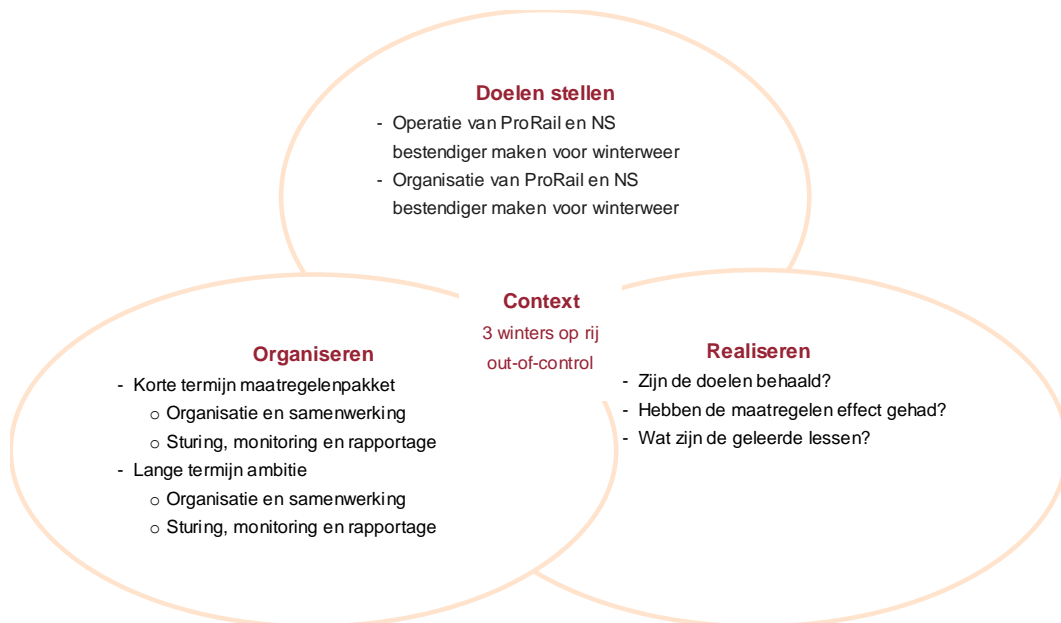 Doelen stellen
- Operatie van ProRail en NS
bestendiger maken voor winterweer
- Organisatie van ProRail en NS
bestendiger maken voor winterweer
Context
3 winters op rij
out-of-control
Organiseren
- Korte termijn maatregelenpakket
o Organisatie en samenwerking
o Sturing, monitoring en rapportage
- Lange termijn ambitie
o Organisatie en samenwerking
o Sturing, monitoring en rapportage
Realiseren
- Zijn de doelen behaald?
- Hebben de maatregelen effect gehad?
- Wat zijn de geleerde lessen?